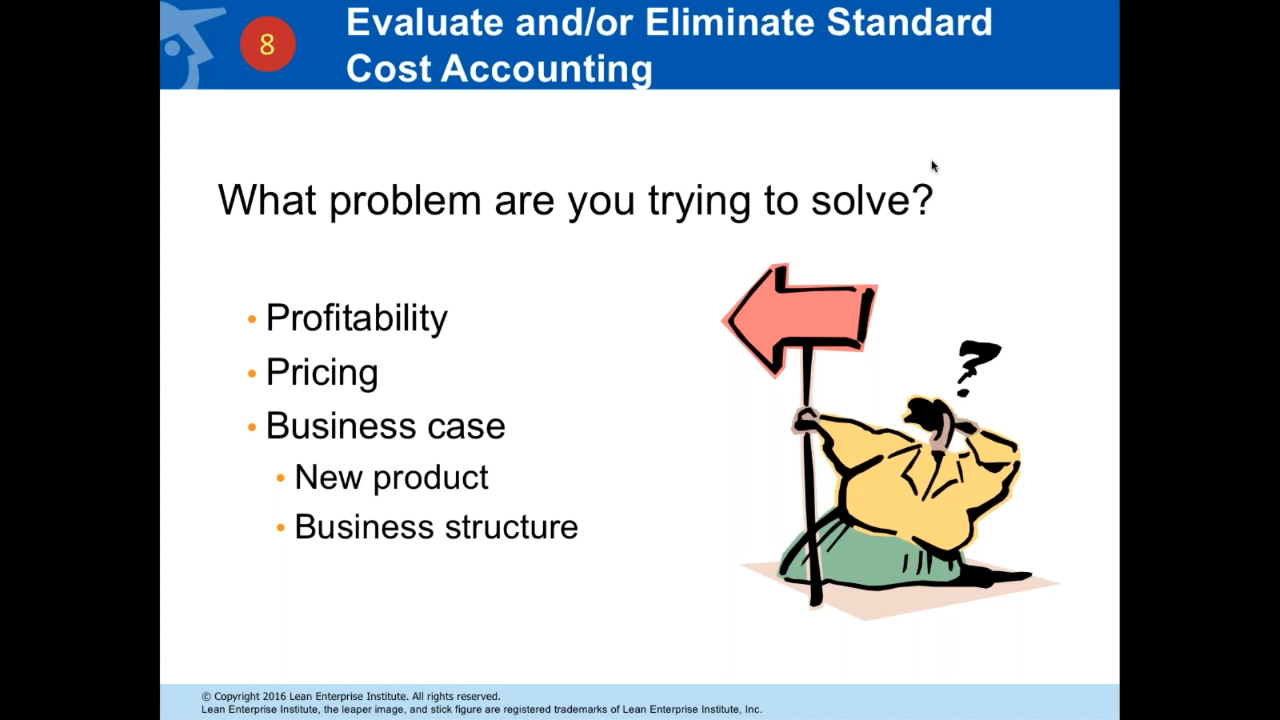 8
Evaluate and/or Eliminate Standard
Cost Accounting
What problem are you trying to solve?
• Profitability
• Pricing
• Business case
• New product
• Business structure
?
© Copyright 2016 Lean Enterprise Institute. All rights reserved.
Lean Enterprise Institute, the leaper image, and stick figure are registered trademarks of Lean Enterprise Institute, Inc.